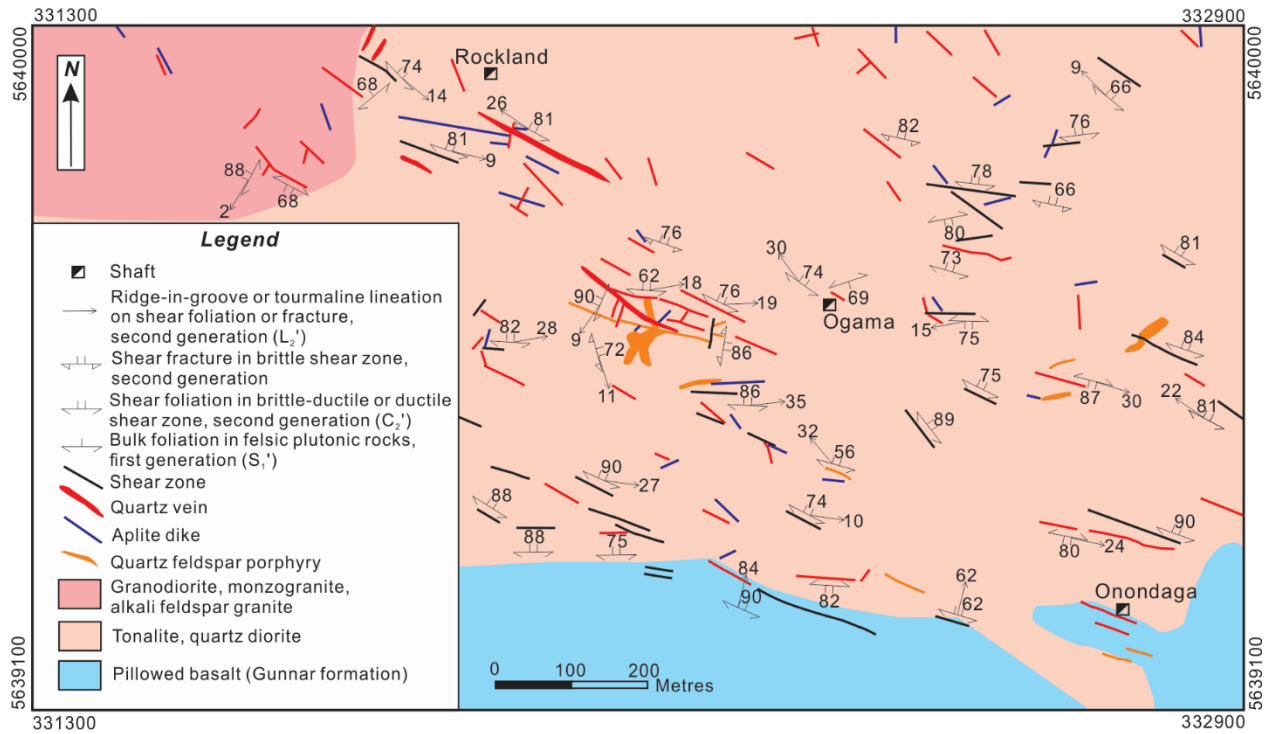 331300
332900
5640000
5640000
N
Rockland
74
68
14
26
81
81
9
88
2
68
9
66
76
82
78
66
80
73
81
76
30
74
69
Ogama
62
18
76
19
90
9
72
11
86
82
28
15
75
84
75
87
30
22
81
89
86
35
32
56
90
27
74
10
88
88
75
90
80
24
84
90
82
62
62
Onondaga
Legend
Shaft
Ridge-in-groove or tourmaline lineation
on shear foliation or fracture,
second generation (L₂')
Shear fracture in brittle shear zone,
second generation
Shear foliation in brittle-ductile or ductile
shear zone, second generation (C₂')
Bulk foliation in felsic plutonic rocks,
first generation (S₁')
Shear zone
Quartz vein
Aplite dike
Quartz feldspar porphyry
Granodiorite, monzogranite,
alkali feldspar granite
Tonalite, quartz diorite
Pillowed basalt (Gunnar formation)
0 100 200
Metres
5639100
5639100
331300
332900